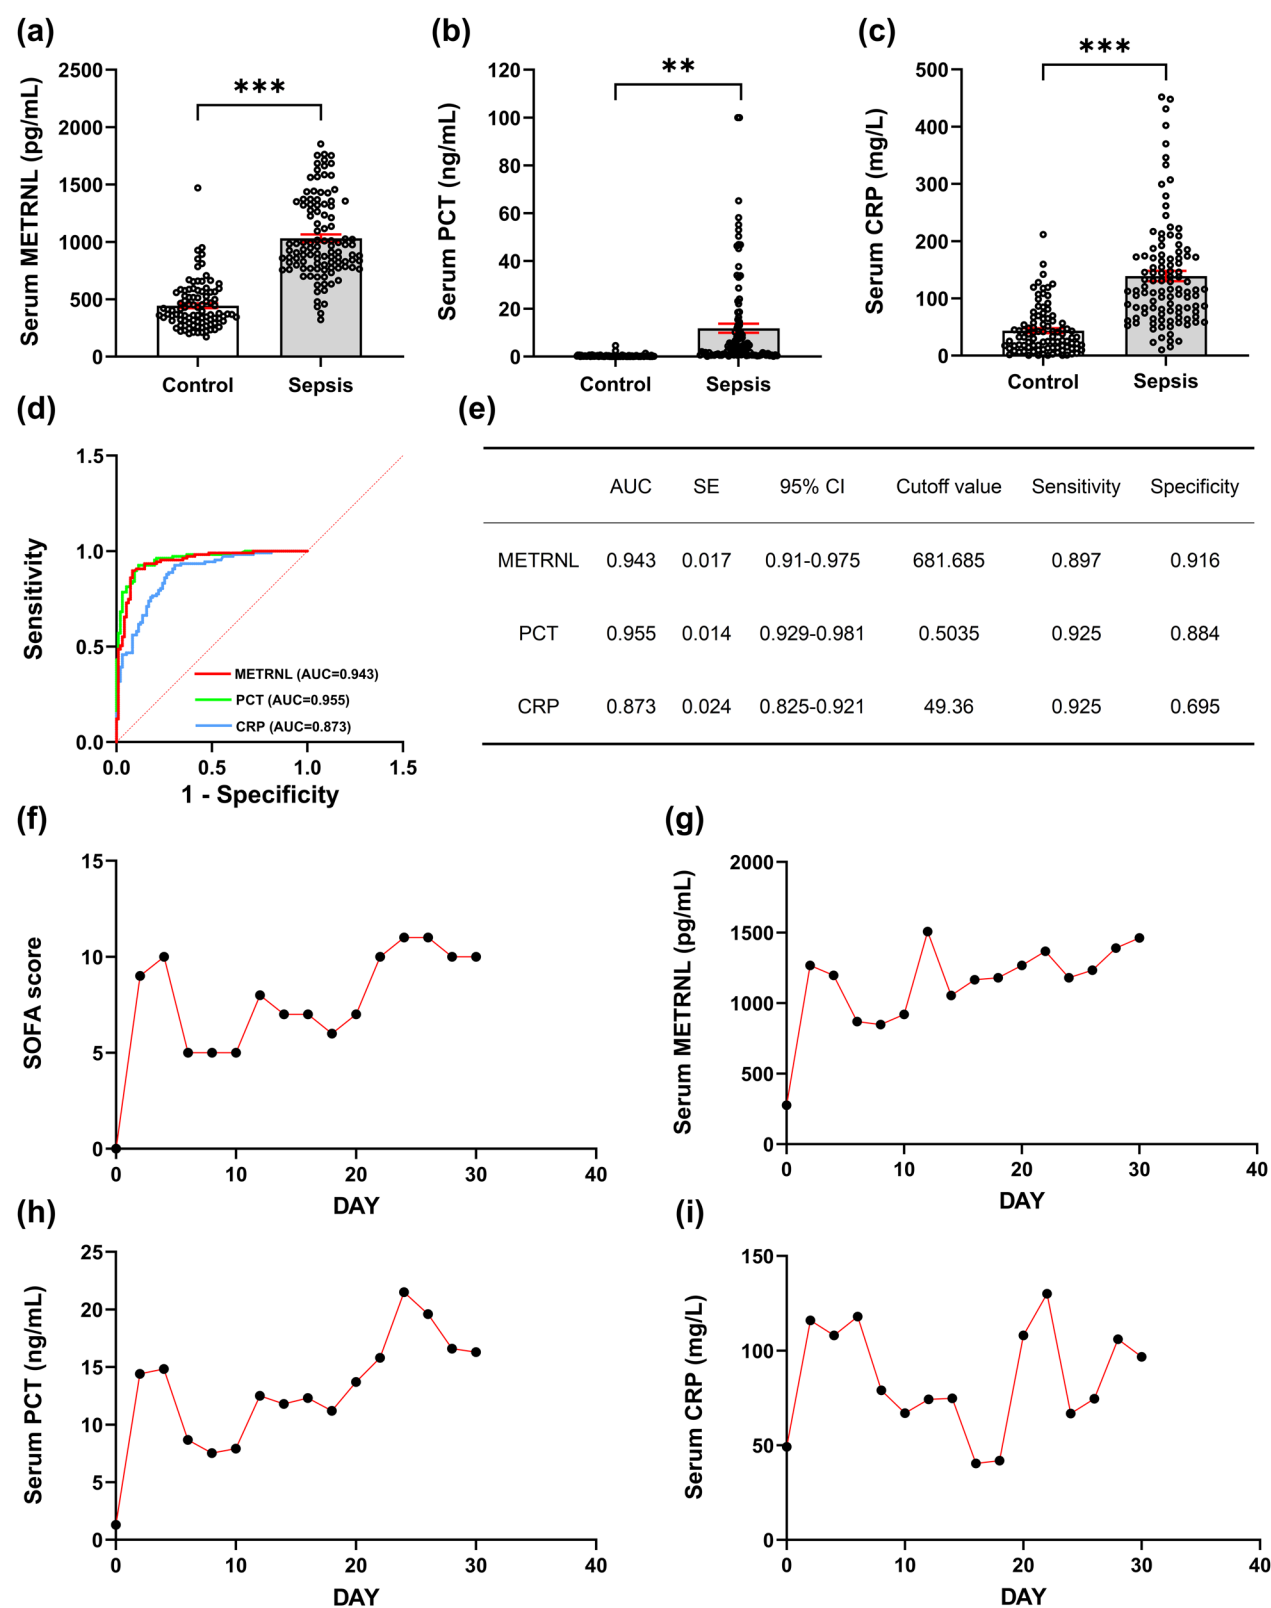 (a)
Serum METRNL (pg/mL)
2500
2000
1500
1000
500
0
***
Control
Sepsis
(b)
Serum PCT (ng/mL)
120
100
80
60
40
20
0
**
Control
Sepsis
(c)
Serum CRP (mg/L)
500
400
300
200
100
0
***
Control
Sepsis
(d)
Sensitivity
1.5
1.0
0.5
0.0
METRNL (AUC=0.943)
PCT (AUC=0.955)
CRP (AUC=0.873)
0.0 0.5 1.0 1.5
1 - Specificity
(e)
AUC SE 95% CI Cutoff value Sensitivity Specificity
METRNL 0.943 0.017 0.91-0.975 681.685 0.897 0.916
PCT 0.955 0.014 0.929-0.981 0.5035 0.925 0.884
CRP 0.873 0.024 0.825-0.921 49.36 0.925 0.695
(f)
SOFA score
15
10
5
0
0 10 20 30 40
DAY
(g)
Serum METRNL (pg/mL)
2000
1500
1000
500
0
0 10 20 30 40
DAY
(h)
Serum PCT (ng/mL)
25
20
15
10
5
0
0 10 20 30 40
DAY
(i)
Serum CRP (mg/L)
150
100
50
0
0 10 20 30 40
DAY